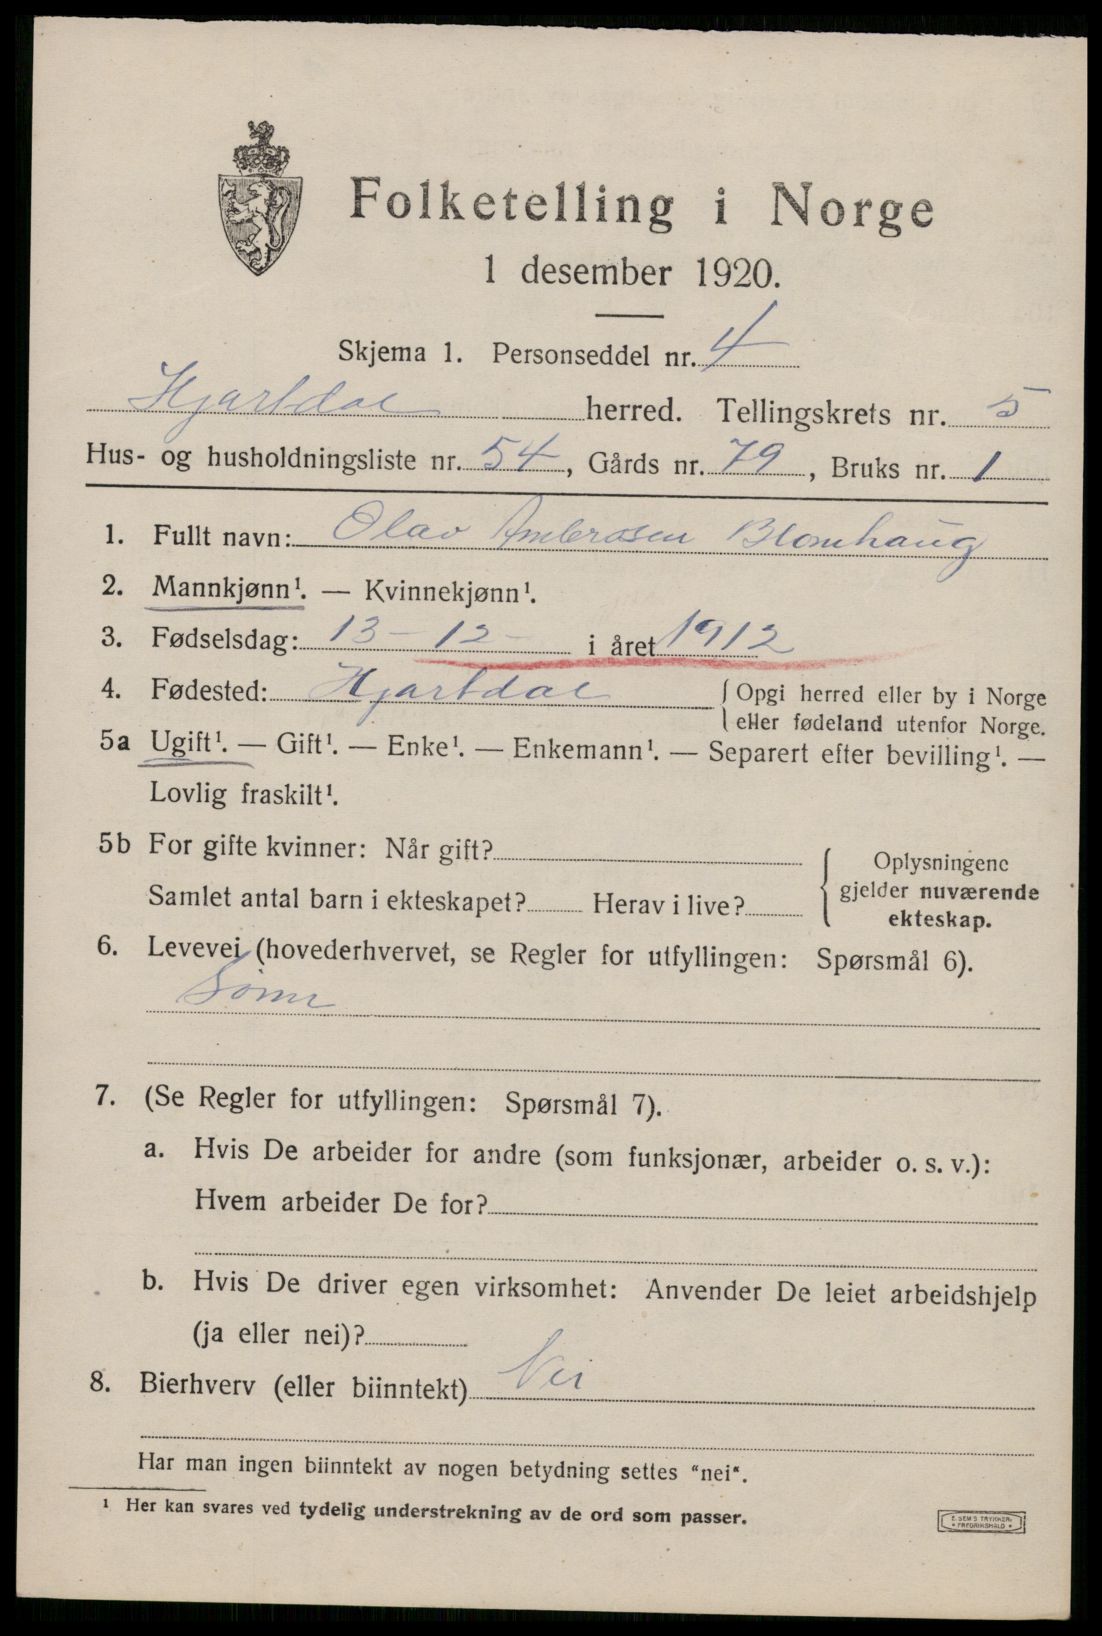 Folketelling i Norge
1 desember 1920.
Skjema 1. Personseddel nr. 4
Hjartdal herred. Tellingskrets nr. 5
Hus- og husholdningsliste nr. 54, Gårds nr. 79, Bruks nr. 1
1. Fullt navn: Olav Ambrosen Blomhaug
2. Mannkjønn¹. — Kvinnekjønn¹.
3. Fødselsdag: 13 - 12 - i året 1912
4. Fødested: Hjartdal { Opgi herred eller by i Norge
eller fødeland utenfor Norge.
5a Ugift¹. — Gift¹. — Enke¹. — Enkemann¹. — Separert efter bevilling¹. —
Lovlig fraskilt¹.
5b For gifte kvinner: Når gift?
Samlet antal barn i ekteskapet? Herav i live?
{ Oplysningene
gjelder nuværende
ekteskap.
6. Levevei (hovederhvervet, se Regler for utfyllingen: Spørsmål 6).
Sønn
7. (Se Regler for utfyllingen: Spørsmål 7).
a. Hvis De arbeider for andre (som funksjonær, arbeider o. s. v.):
Hvem arbeider De for?
b. Hvis De driver egen virksomhet: Anvender De leiet arbeidshjelp
(ja eller nei)?
8. Bierhverv (eller biinntekt) Nei
Har man ingen biinntekt av nogen betydning settes "nei".
¹ Her kan svares ved tydelig understrekning av de ord som passer.
E. SEM'S TRYKKERI
* FREDRIKSHALD *